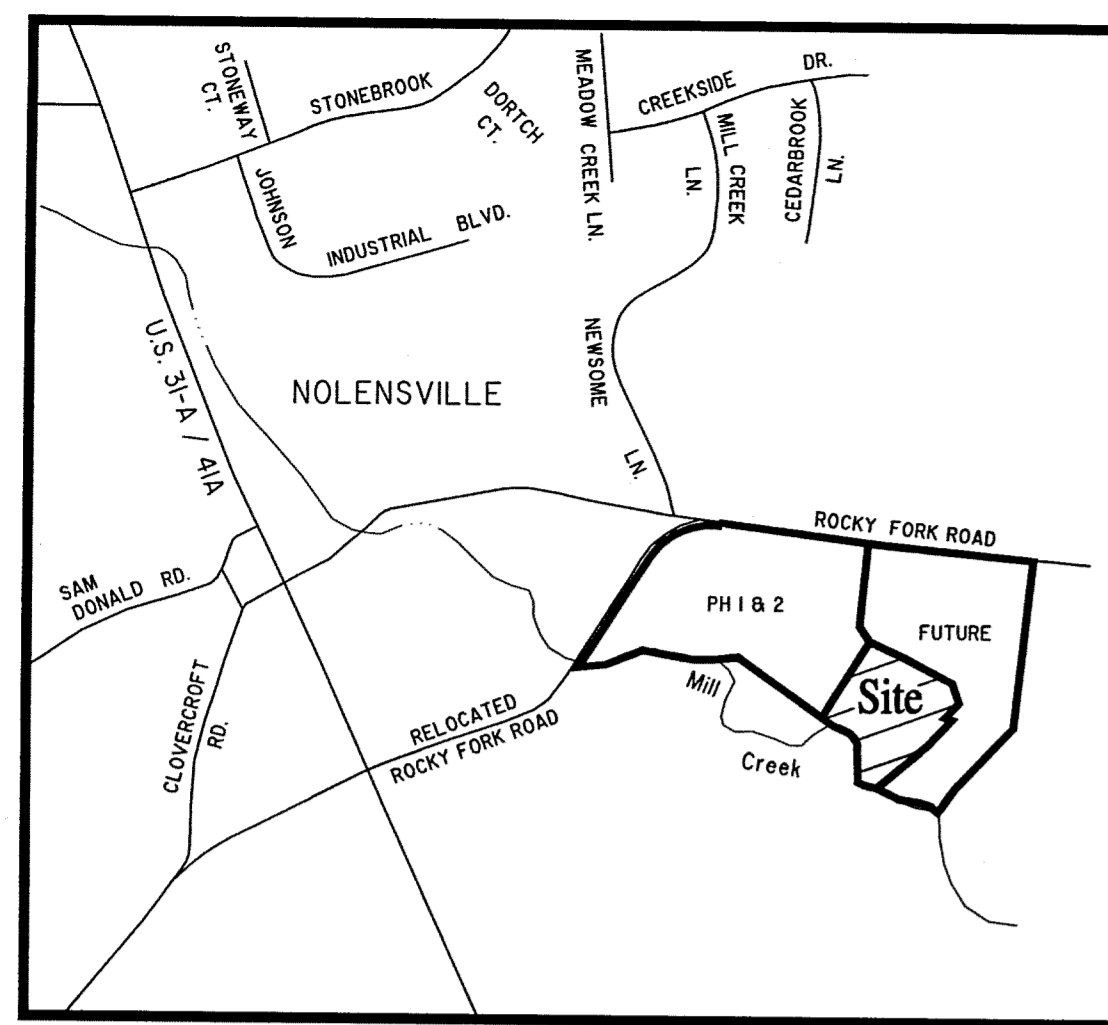 STONEWAY
CT.
STONEBROOK
DORTCH
CT.
MEADOW CREEK LN.
CREEKSIDE DR.
MILL CREEK
LN.
CEDARBROOK
LN.
JOHNSON
INDUSTRIAL BLVD.
U.S. 31-A / 41A
NOLENSVILLE
NEWSOME
LN.
ROCKY FORK ROAD
SAM
DONALD RD.
PH 1 & 2
FUTURE
CLOVERCROFT
RD.
Mill
Creek
Site
RELOCATED
ROCKY FORK ROAD